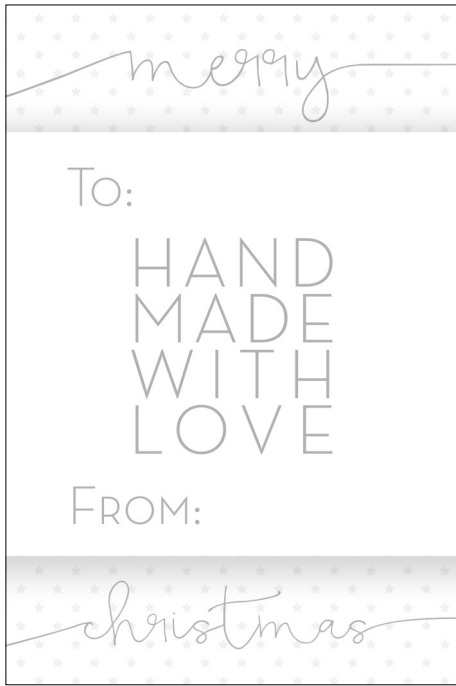 merry
To:
HAND
MADE
WITH
LOVE
FROM:
christmas